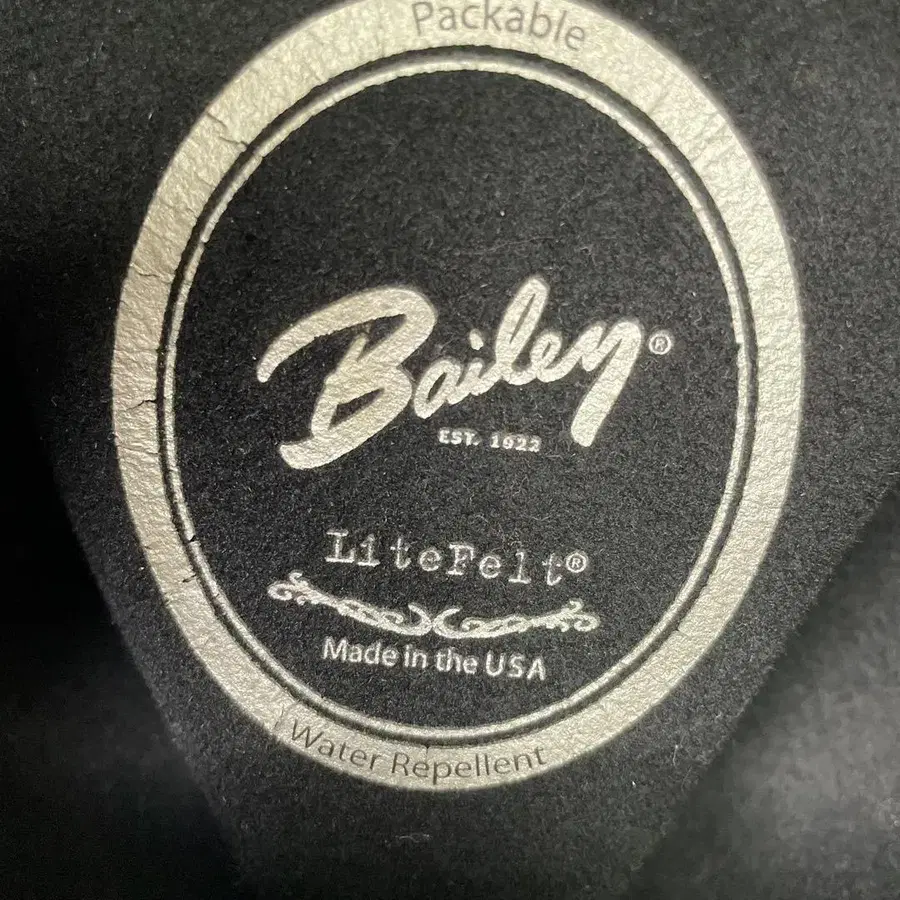 Packable
Bailey®
EST. 1922
LiteFelt®
Made in the USA
Water Repellent